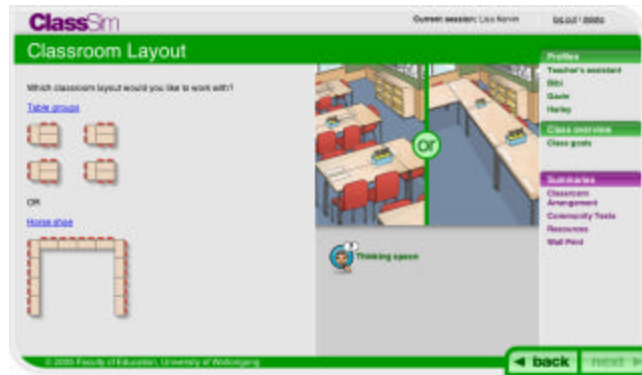 ClassSim
Current session: Lisa Kervin
log out / delete
Classroom Layout
Which classroom layout would you like to work with?
Table groups
OR
Horse shoe
or
Thinking space
Profiles
Teacher's assistant
Bibi
Gavin
Harley
Class overview
Class goals
Summaries
Classroom
Arrangement
Community Texts
Resources
Wall Print
© 2005 Faculty of Education, University of Wollongong
back
next